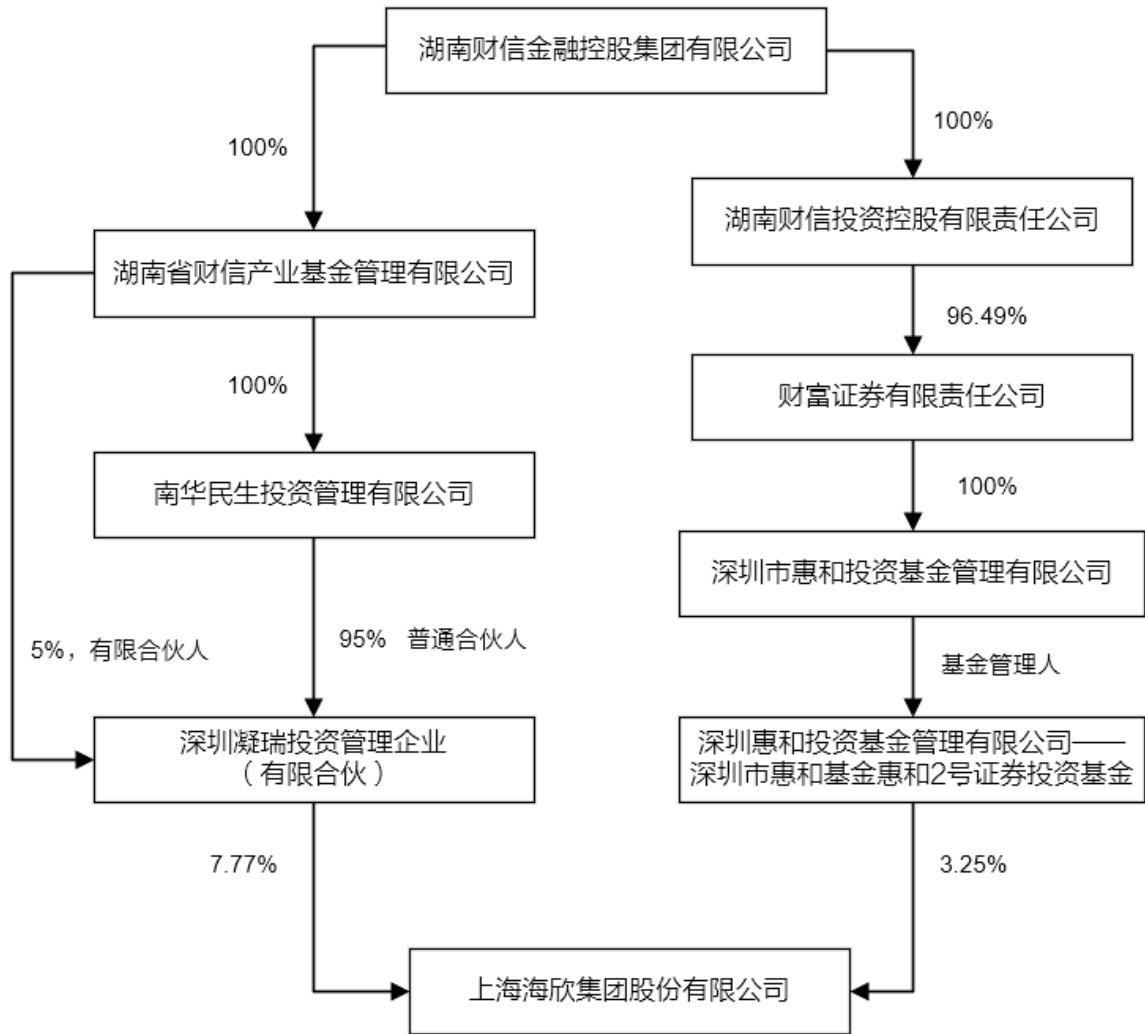 湖南财信金融控股集团有限公司
100%
100%
湖南财信投资控股有限责任公司
湖南省财信产业基金管理有限公司
96.49%
100%
财富证券有限责任公司
南华民生投资管理有限公司
100%
深圳市惠和投资基金管理有限公司
5%，有限合伙人
95% 普通合伙人
基金管理人
深圳凝瑞投资管理企业
（有限合伙）
深圳惠和投资基金管理有限公司——
深圳市惠和基金惠和2号证券投资基金
7.77%
3.25%
上海海欣集团股份有限公司